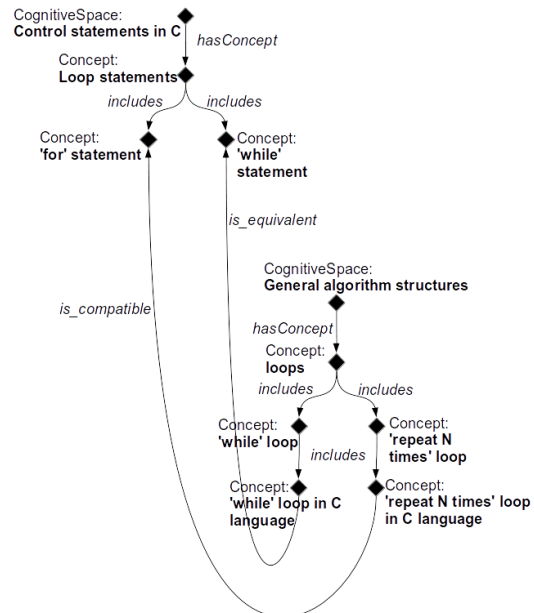 CognitiveSpace:
Control statements in C
hasConcept
Concept:
Loop statements
includes
includes
Concept:
'for' statement
Concept:
'while'
statement
is_equivalent
CognitiveSpace:
General algorithm structures
is_compatible
hasConcept
Concept:
loops
includes
includes
Concept:
'while' loop
Concept:
'repeat N
times' loop
includes
Concept:
'while' loop in C
language
Concept:
'repeat N times' loop
in C language